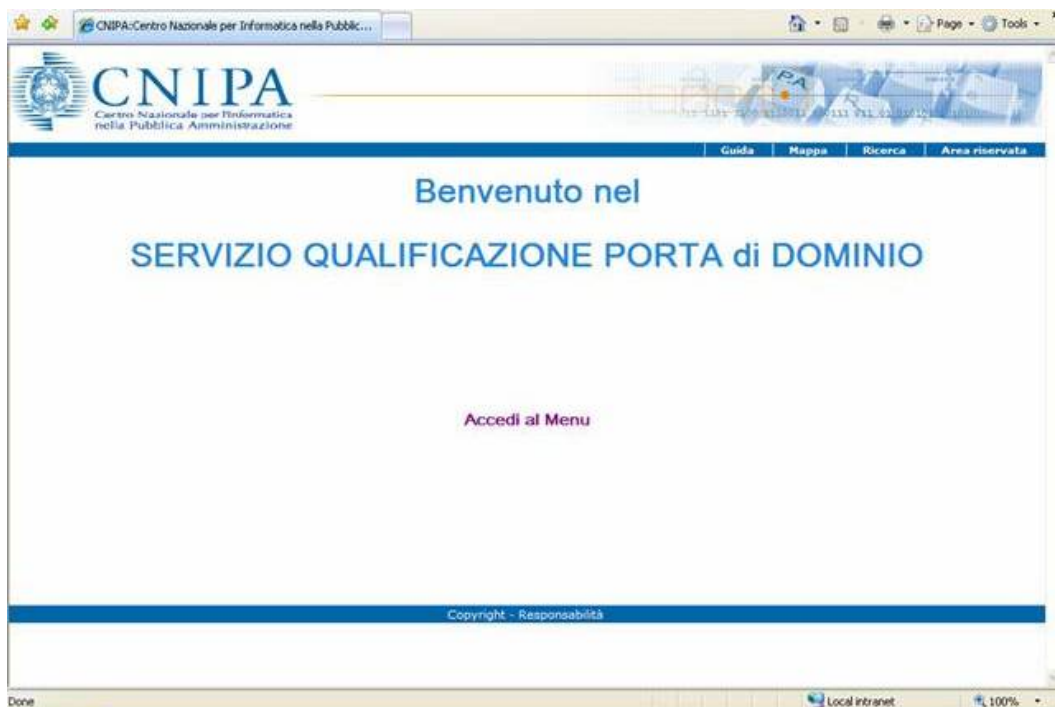 CNIPA:Centro Nazionale per Informatica nella Pubblic...
Page
Tools
CNIPA
Centro Nazionale per l'Informatica
nella Pubblica Amministrazione
P.A
Guida
Mappa
Ricerca
Area riservata
Benvenuto nel
SERVIZIO QUALIFICAZIONE PORTA di DOMINIO
Accedi al Menu
Copyright - Responsabilità
Done
Local intranet
100%